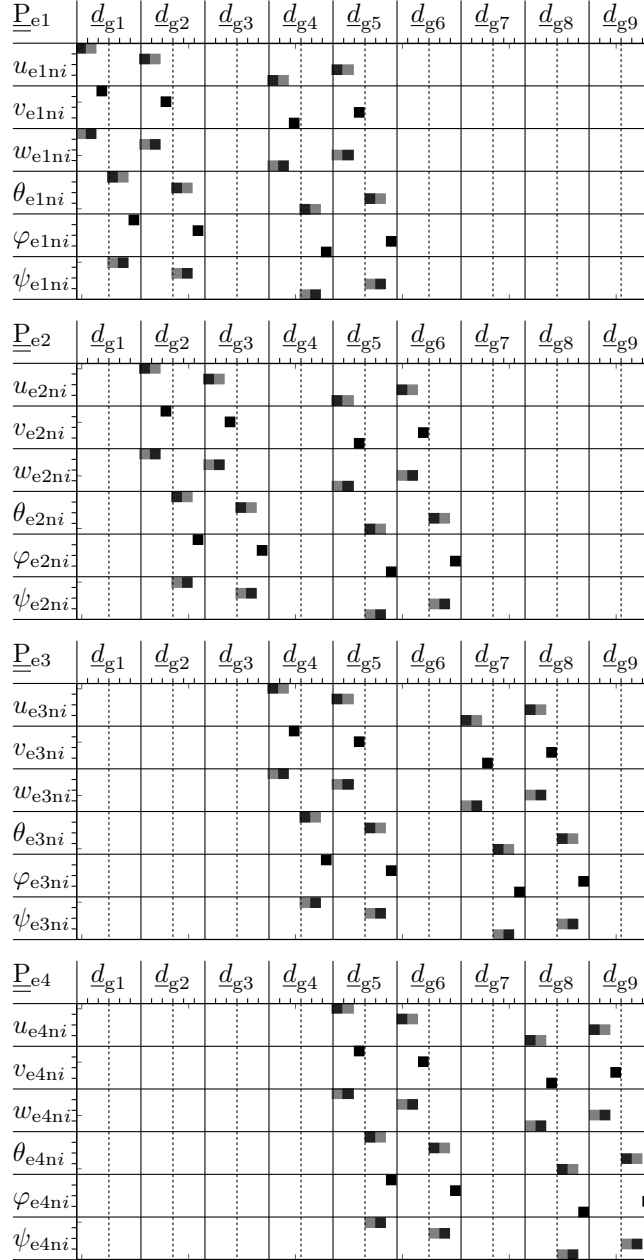 P_e1 d_g1 d_g2 d_g3 d_g4 d_g5 d_g6 d_g7 d_g8 d_g9
u_e1ni
v_e1ni
w_e1ni
θ_e1ni
φ_e1ni
ψ_e1ni
P_e2 d_g1 d_g2 d_g3 d_g4 d_g5 d_g6 d_g7 d_g8 d_g9
u_e2ni
v_e2ni
w_e2ni
θ_e2ni
φ_e2ni
ψ_e2ni
P_e3 d_g1 d_g2 d_g3 d_g4 d_g5 d_g6 d_g7 d_g8 d_g9
u_e3ni
v_e3ni
w_e3ni
θ_e3ni
φ_e3ni
ψ_e3ni
P_e4 d_g1 d_g2 d_g3 d_g4 d_g5 d_g6 d_g7 d_g8 d_g9
u_e4ni
v_e4ni
w_e4ni
θ_e4ni
φ_e4ni
ψ_e4ni